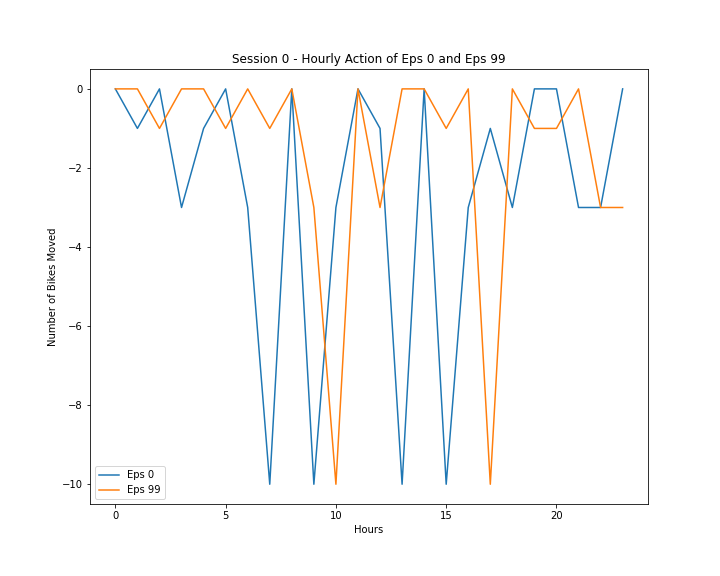 Session 0 - Hourly Action of Eps 0 and Eps 99
Number of Bikes Moved
0
−2
−4
−6
−8
−10
Eps 0
Eps 99
0 5 10 15 20
Hours